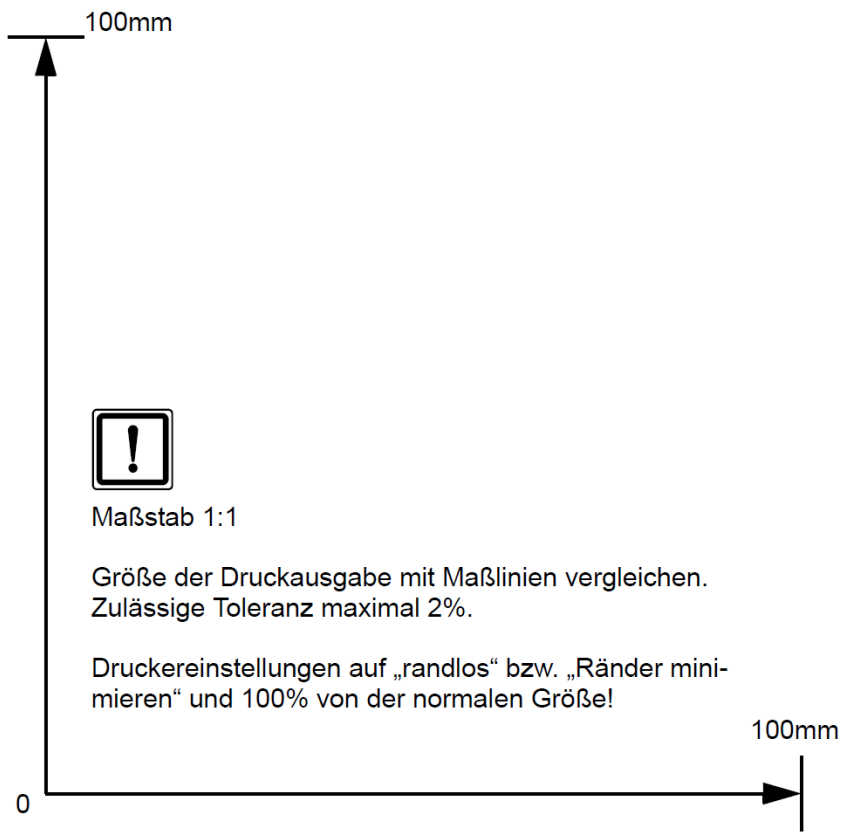 100mm
!
Maßstab 1:1
Größe der Druckausgabe mit Maßlinien vergleichen.
Zulässige Toleranz maximal 2%.
Druckereinstellungen auf „randlos“ bzw. „Ränder mini-
mieren“ und 100% von der normalen Größe!
100mm
0